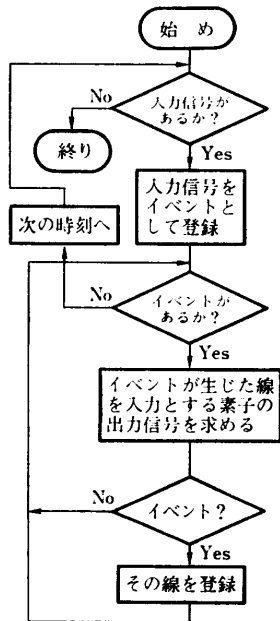 始め
No
入力信号が
あるか?
終り
Yes
入力信号を
イベントと
して登録
次の時刻へ
No
イベントが
あるか?
Yes
イベントが生じた線
を入力とする素子の
出力信号を求める
No
イベント?
Yes
その線を登録